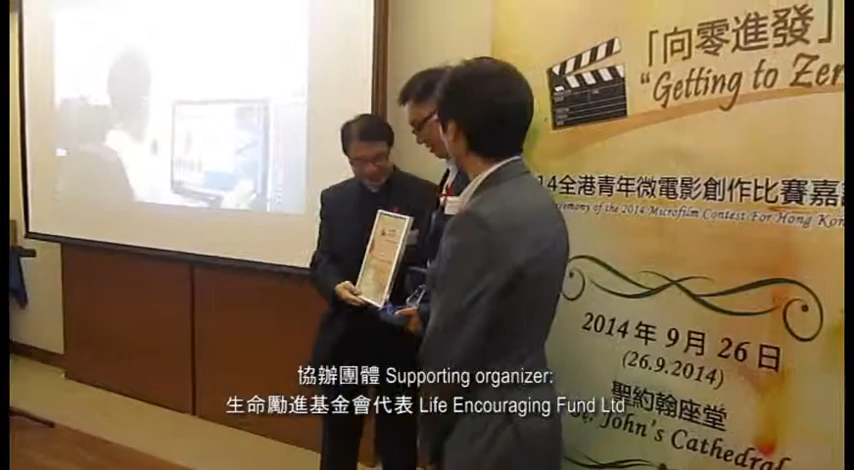 「向零進發」
"Getting to Zer
14全港青年微電影創作比賽嘉
emony of the 2014 Microfilm Contest For Hong K
2014年9月26日
(26.9.2014)
聖約翰座堂
St. John's Cathedral
協辦團體 Supporting organizer:
生命勵進基金會代表 Life Encouraging Fund Ltd